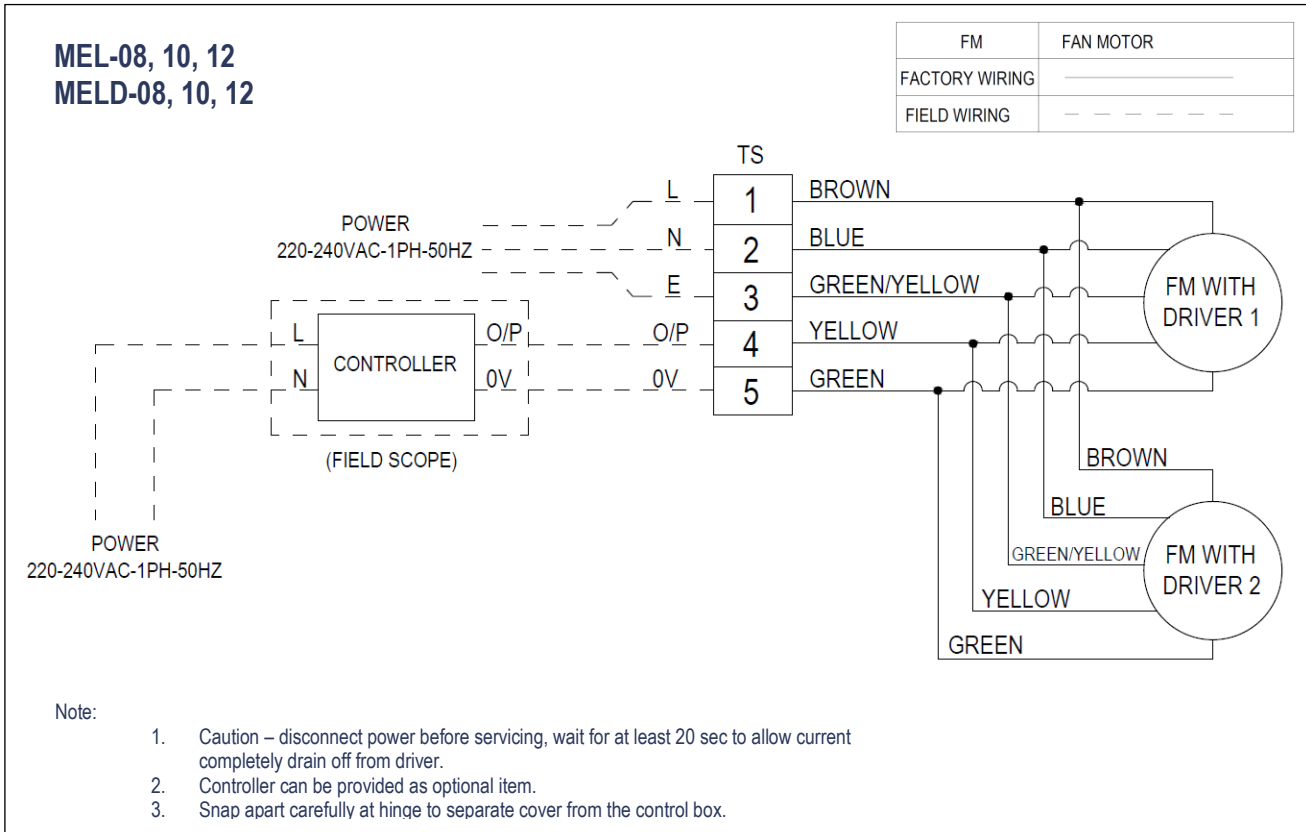 MEL-08, 10, 12
MELD-08, 10, 12
FM FAN MOTOR
FACTORY WIRING
FIELD WIRING
TS
L 1 BROWN
POWER
220-240VAC-1PH-50HZ
N 2 BLUE
E 3 GREEN/YELLOW
FM WITH
DRIVER 1
L O/P O/P 4 YELLOW
CONTROLLER
N 0V 0V 5 GREEN
(FIELD SCOPE)
BROWN
BLUE
GREEN/YELLOW
FM WITH
DRIVER 2
YELLOW
GREEN
POWER
220-240VAC-1PH-50HZ
Note:
1. Caution – disconnect power before servicing, wait for at least 20 sec to allow current
completely drain off from driver.
2. Controller can be provided as optional item.
3. Snap apart carefully at hinge to separate cover from the control box.